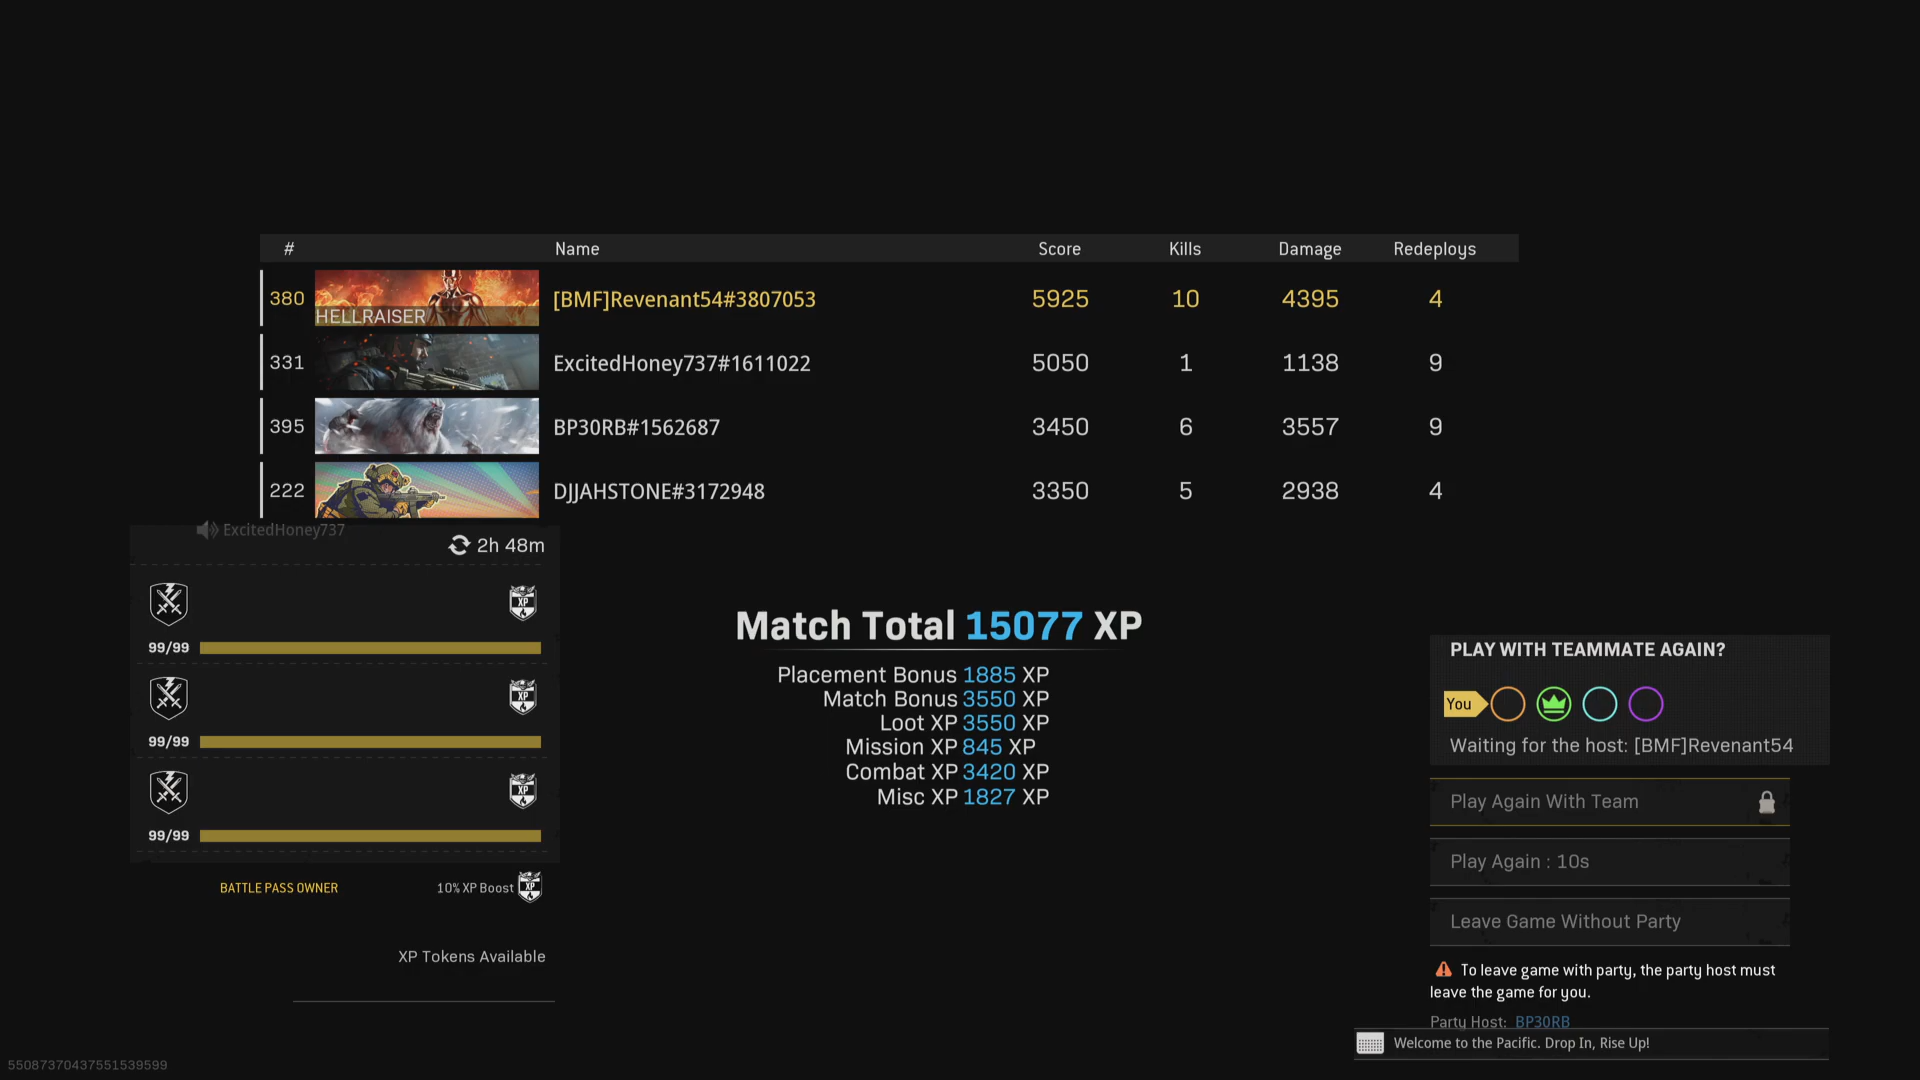 # Name Score Kills Damage Redeploys
380 HELLRAISER [BMF]Revenant54#3807053 5925 10 4395 4
331 ExcitedHoney737#1611022 5050 1 1138 9
395 BP30RB#1562687 3450 6 3557 9
222 DJJAHSTONE#3172948 3350 5 2938 4
ExcitedHoney737
2h 48m
XP
99/99
XP
99/99
XP
99/99
BATTLE PASS OWNER 10% XP Boost XP
XP Tokens Available
Match Total 15077 XP
Placement Bonus 1885 XP
Match Bonus 3550 XP
Loot XP 3550 XP
Mission XP 845 XP
Combat XP 3420 XP
Misc XP 1827 XP
PLAY WITH TEAMMATE AGAIN?
You
Waiting for the host: [BMF]Revenant54
Play Again With Team
Play Again : 10s
Leave Game Without Party
To leave game with party, the party host must
leave the game for you.
Party Host: BP30RB
Welcome to the Pacific. Drop In, Rise Up!
55087370437551539599